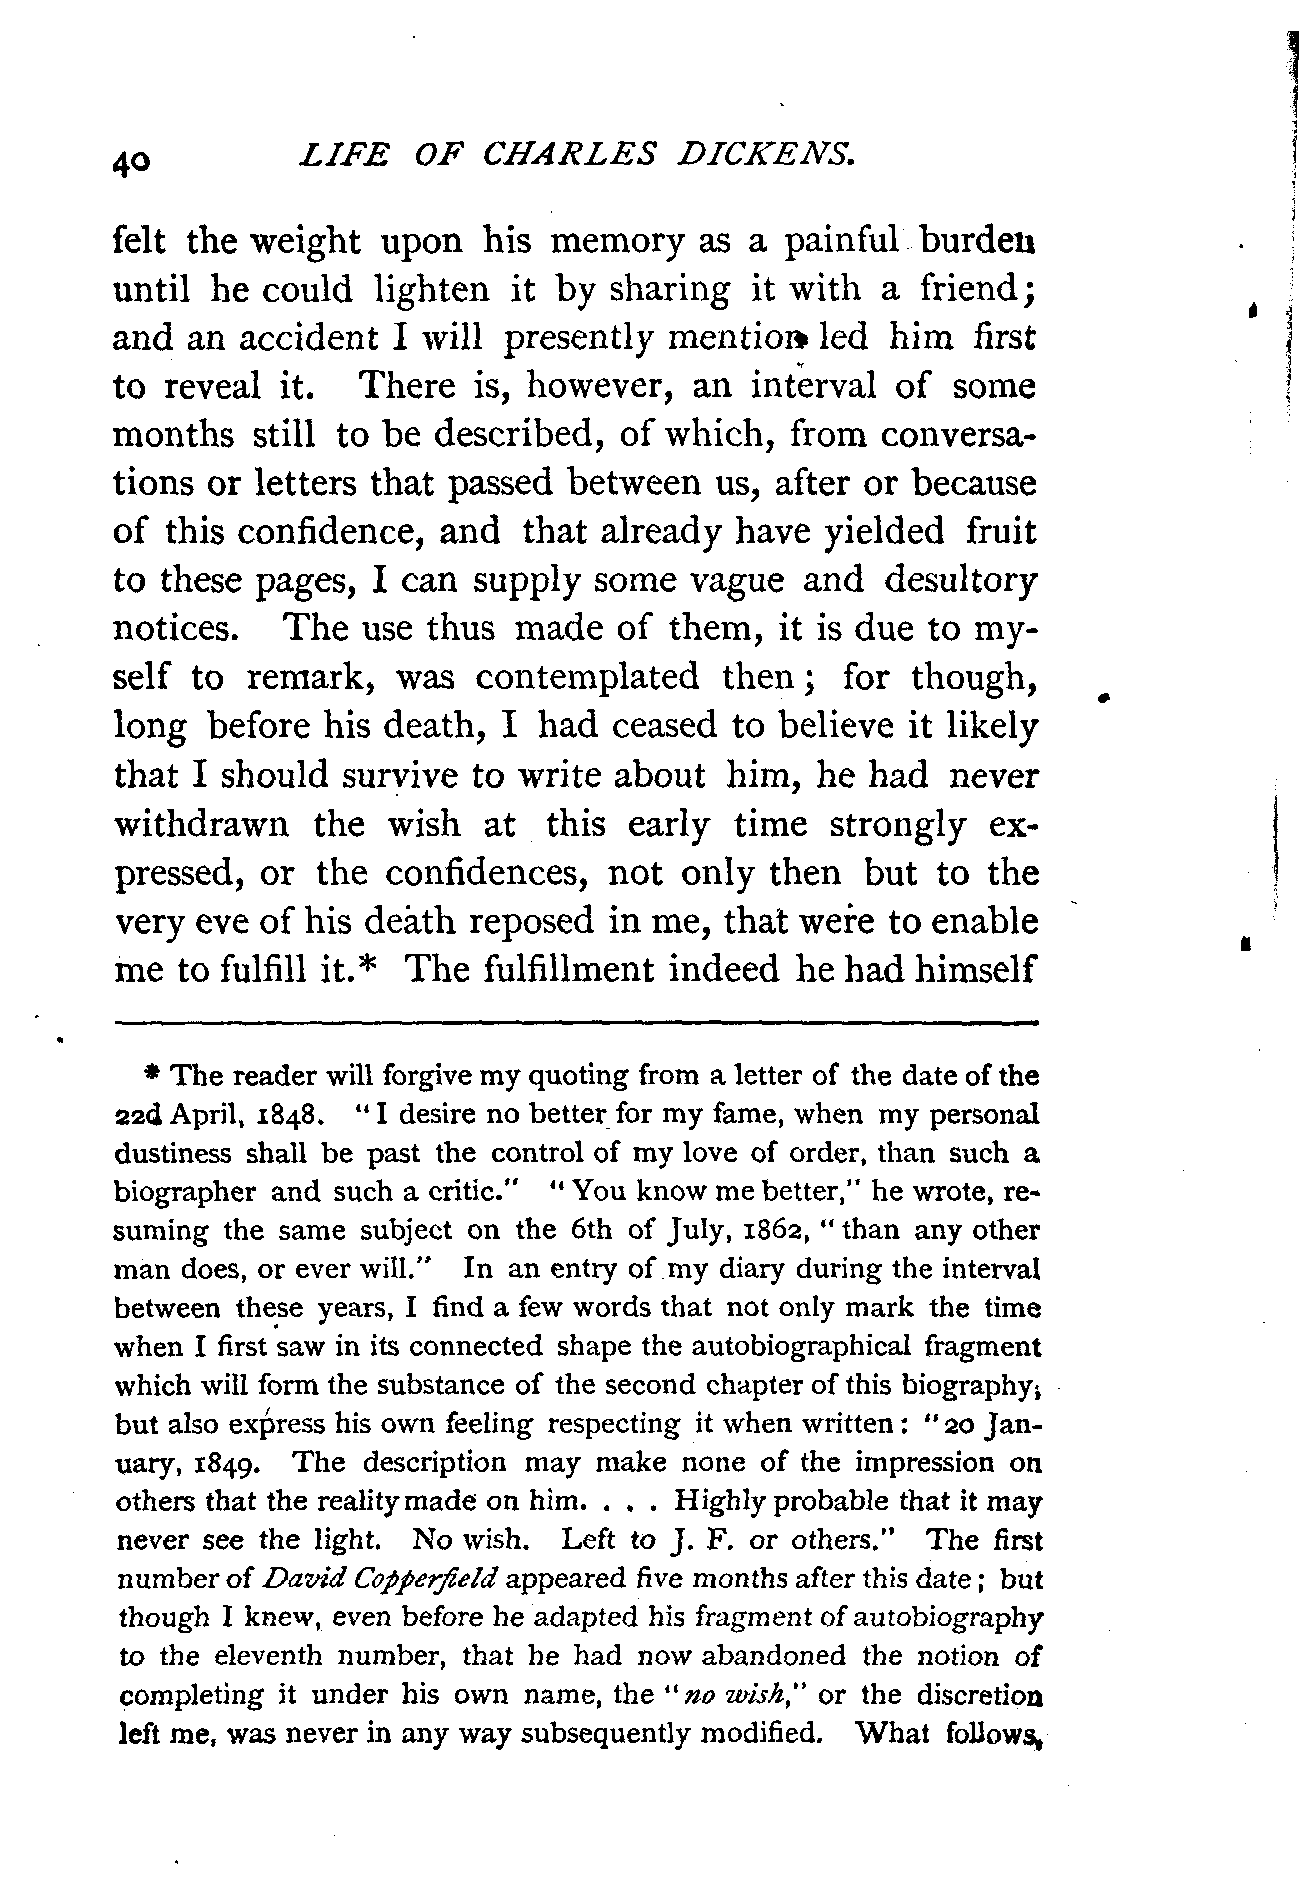 40 LIFE OF CHARLES DICKENS.
felt the weight upon his memory as a painful burden
until he could lighten it by sharing it with a friend;
and an accident I will presently mention led him first
to reveal it. There is, however, an interval of some
months still to be described, of which, from conversa-
tions or letters that passed between us, after or because
of this confidence, and that already have yielded fruit
to these pages, I can supply some vague and desultory
notices. The use thus made of them, it is due to my-
self to remark, was contemplated then; for though,
long before his death, I had ceased to believe it likely
that I should survive to write about him, he had never
withdrawn the wish at this early time strongly ex-
pressed, or the confidences, not only then but to the
very eve of his death reposed in me, that were to enable
me to fulfill it.* The fulfillment indeed he had himself
* The reader will forgive my quoting from a letter of the date of the
22d April, 1848. "I desire no better for my fame, when my personal
dustiness shall be past the control of my love of order, than such a
biographer and such a critic." "You know me better," he wrote, re-
suming the same subject on the 6th of July, 1862, "than any other
man does, or ever will." In an entry of my diary during the interval
between these years, I find a few words that not only mark the time
when I first saw in its connected shape the autobiographical fragment
which will form the substance of the second chapter of this biography,
but also express his own feeling respecting it when written: "20 Jan-
uary, 1849. The description may make none of the impression on
others that the reality made on him. . . . Highly probable that it may
never see the light. No wish. Left to J. F. or others." The first
number of David Copperfield appeared five months after this date; but
though I knew, even before he adapted his fragment of autobiography
to the eleventh number, that he had now abandoned the notion of
completing it under his own name, the "no wish," or the discretion
left me, was never in any way subsequently modified. What follows,